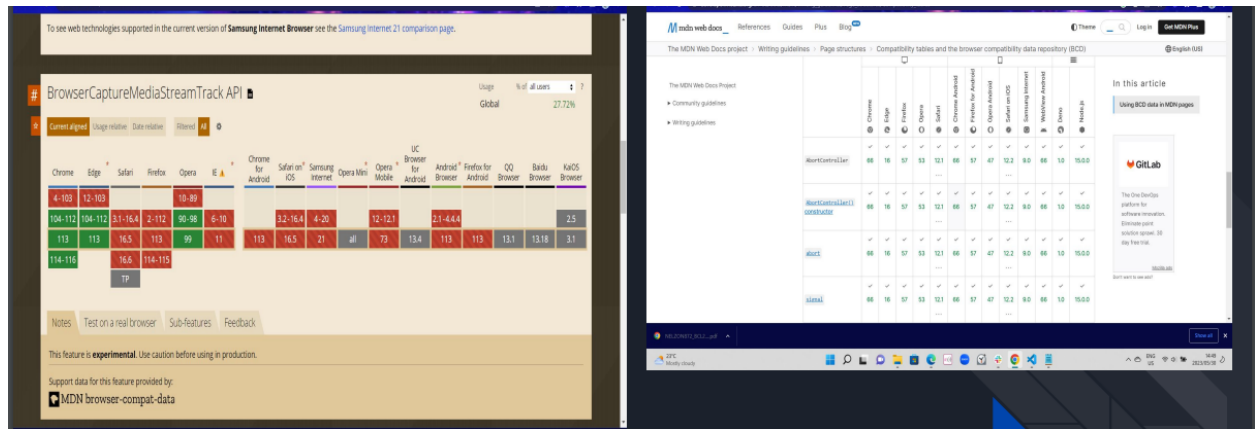 To see web technologies supported in the current version of Samsung Internet Browser see the Samsung Internet 21 comparison page.
#
BrowserCaptureMediaStreamTrack API
Usage % of all users ?
Global 27.72%
Current aligned Usage relative Date relative Filtered All
Chrome Edge Safari Firefox Opera IE Chrome for Android Safari on iOS Samsung Internet Opera Mini Opera Mobile UC Browser for Android Android Browser Firefox for Android QQ Browser Baidu Browser KaiOS Browser
4-103 12-103 10-89
104-112 104-112 3.1-16.4 2-112 90-98 6-10 3.2-16.4 4-20 12-12.1 2.1-4.4.4 2.5
113 113 16.5 113 99 11 113 16.5 21 all 73 13.4 113 113 13.1 13.18 3.1
114-116 16.6 114-115
TP
Notes Test on a real browser Sub-features Feedback
This feature is experimental. Use caution before using in production.
Support data for this feature provided by:
MDN browser-compat-data
mdn web docs_ References Guides Plus Blog Theme Log in Get MDN Plus
The MDN Web Docs project > Writing guidelines > Page structures > Compatibility tables and the browser compatibility data repository (BCD) English (US)
The MDN Web Docs Project
Community guidelines
Writing guidelines
Chrome Edge Firefox Opera Safari Chrome Android Firefox for Android Opera Android Safari on iOS Samsung Internet WebView Android Deno Node.js
AbortController 66 16 57 53 12.1 66 57 47 12.2 9.0 66 1.0 15.0.0
... ...
AbortController() constructor 66 16 57 53 12.1 66 57 47 12.2 9.0 66 1.0 15.0.0
... ...
abort 66 16 57 53 12.1 66 57 47 12.2 9.0 66 1.0 15.0.0
... ...
signal 66 16 57 53 12.1 66 57 47 12.2 9.0 66 1.0 15.0.0
... ...
In this article
Using BCD data in MDN pages
GitLab
The One DevOps
platform for
software innovation.
Eliminate point
solution sprawl. 30
day free trial.
Mozilla ads
Don't want to see ads?
Show all
22°C
Mostly cloudy
ENG
US
14:48
2023/05/30